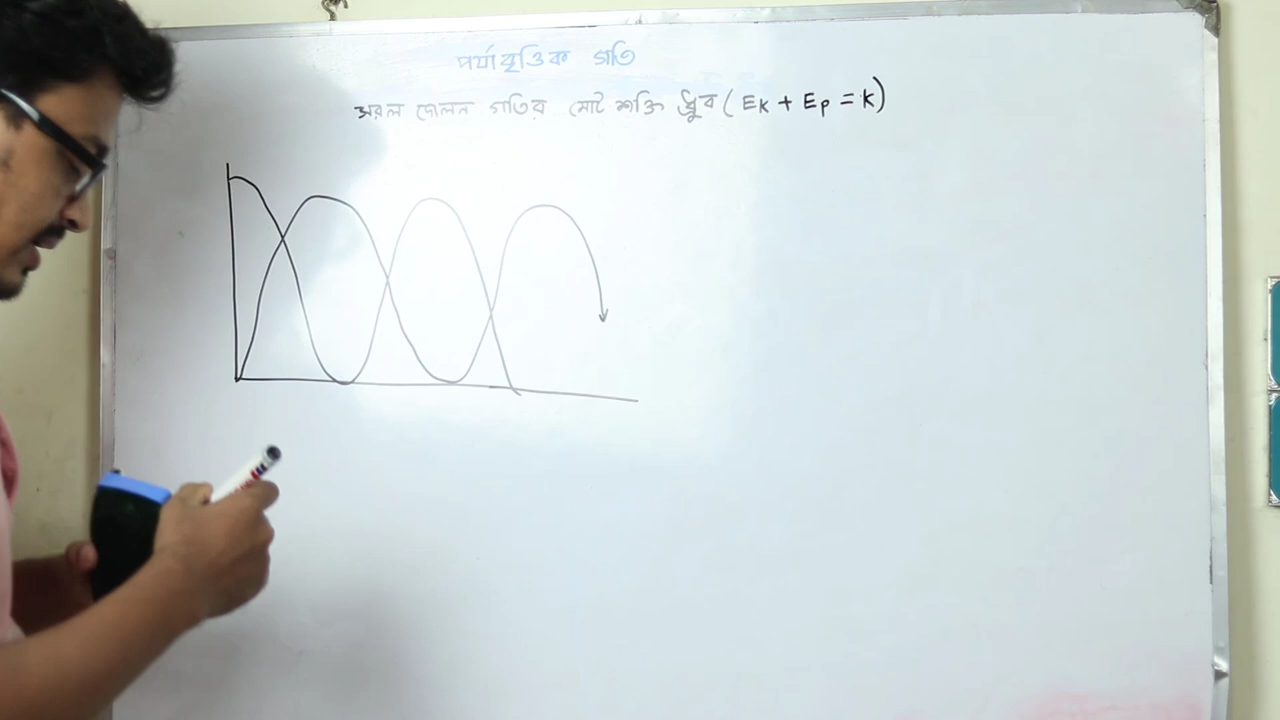 পর্যাবৃত্তিক গতি
সরল দোলন গতির মোট শক্তি ধ্রুব (EK + Ep = K)